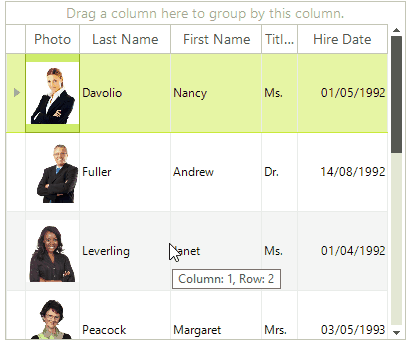 Drag a column here to group by this column.
Photo Last Name First Name Titl... Hire Date
Davolio Nancy Ms. 01/05/1992
Fuller Andrew Dr. 14/08/1992
Leverling Janet Ms. 01/04/1992
Column: 1, Row: 2
Peacock Margaret Mrs. 03/05/1993